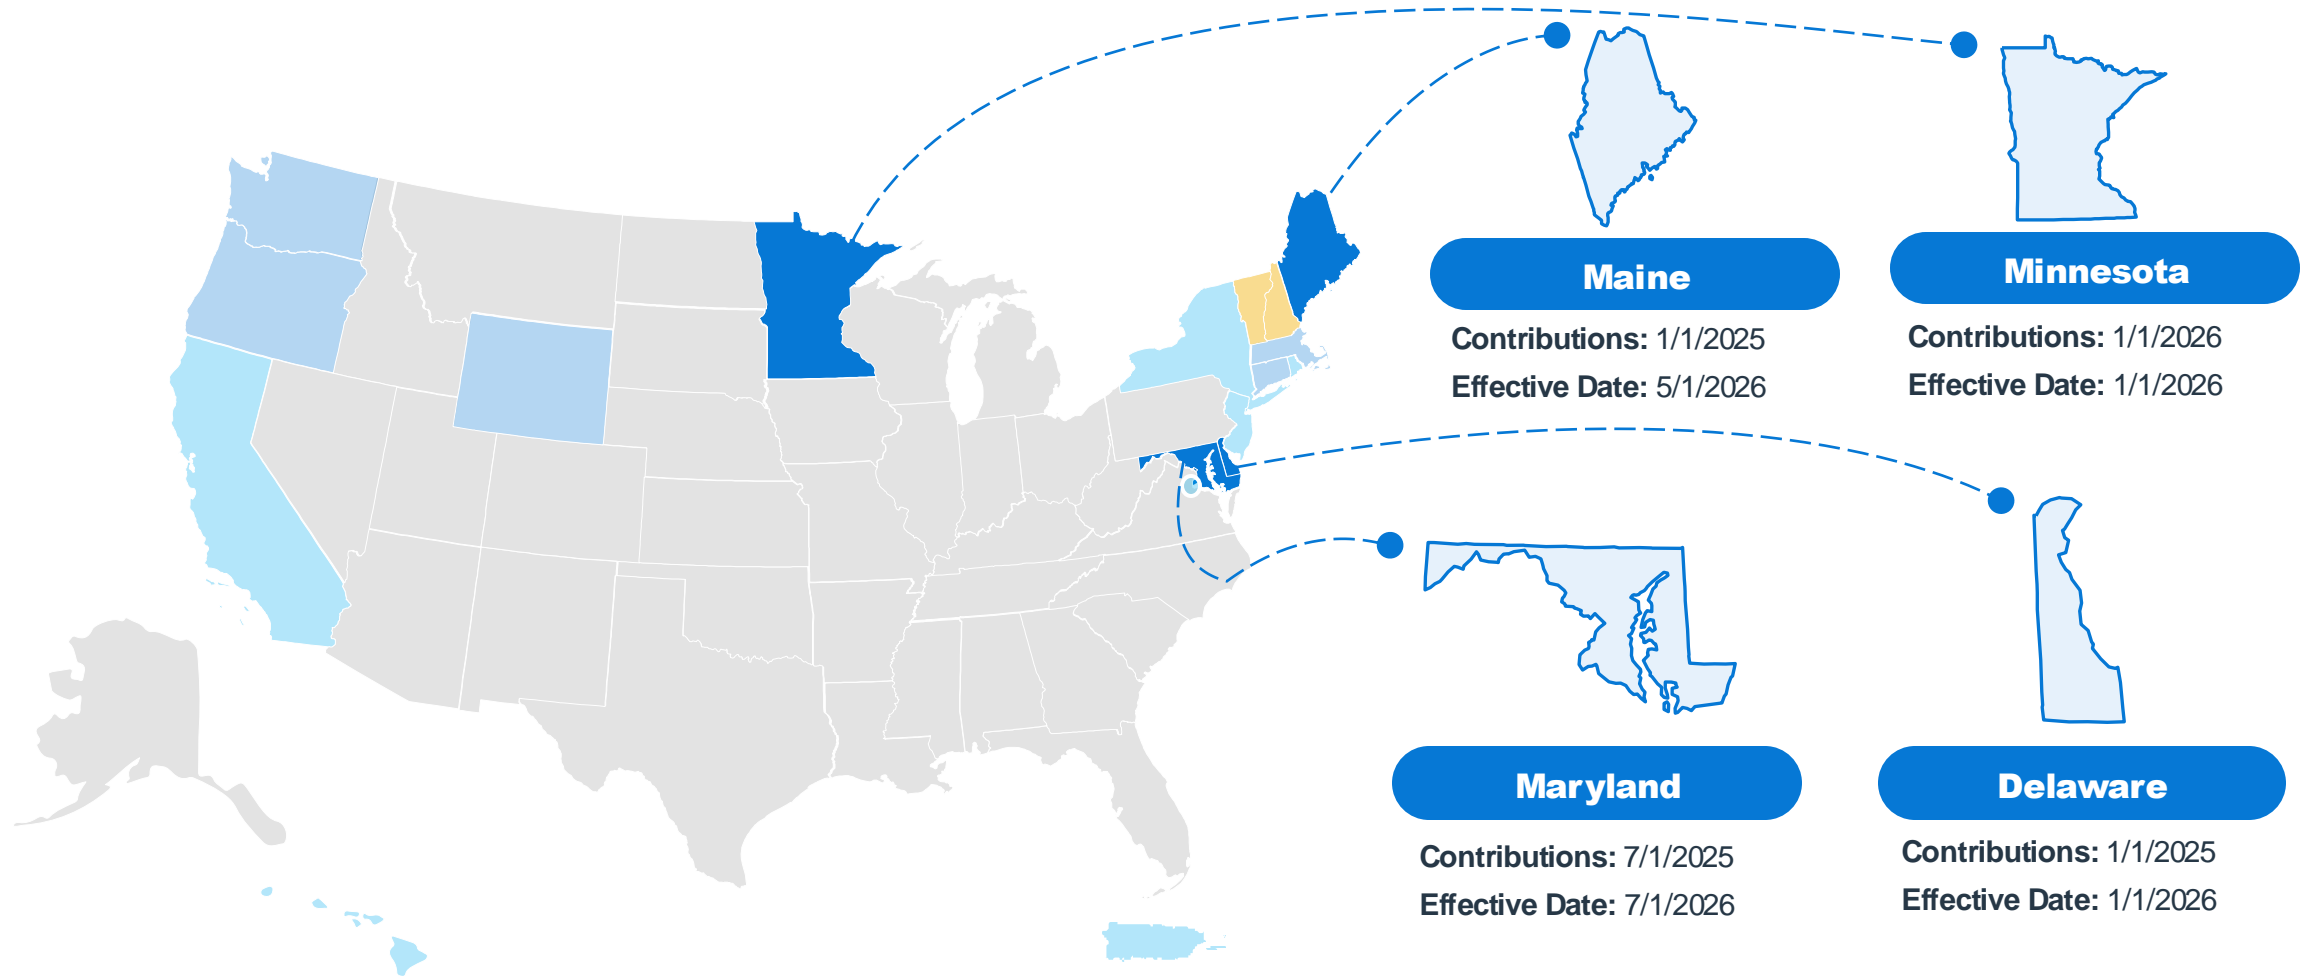 Maine
Contributions: 1/1/2025
Effective Date: 5/1/2026
Minnesota
Contributions: 1/1/2026
Effective Date: 1/1/2026
Maryland
Contributions: 7/1/2025
Effective Date: 7/1/2026
Delaware
Contributions: 1/1/2025
Effective Date: 1/1/2026